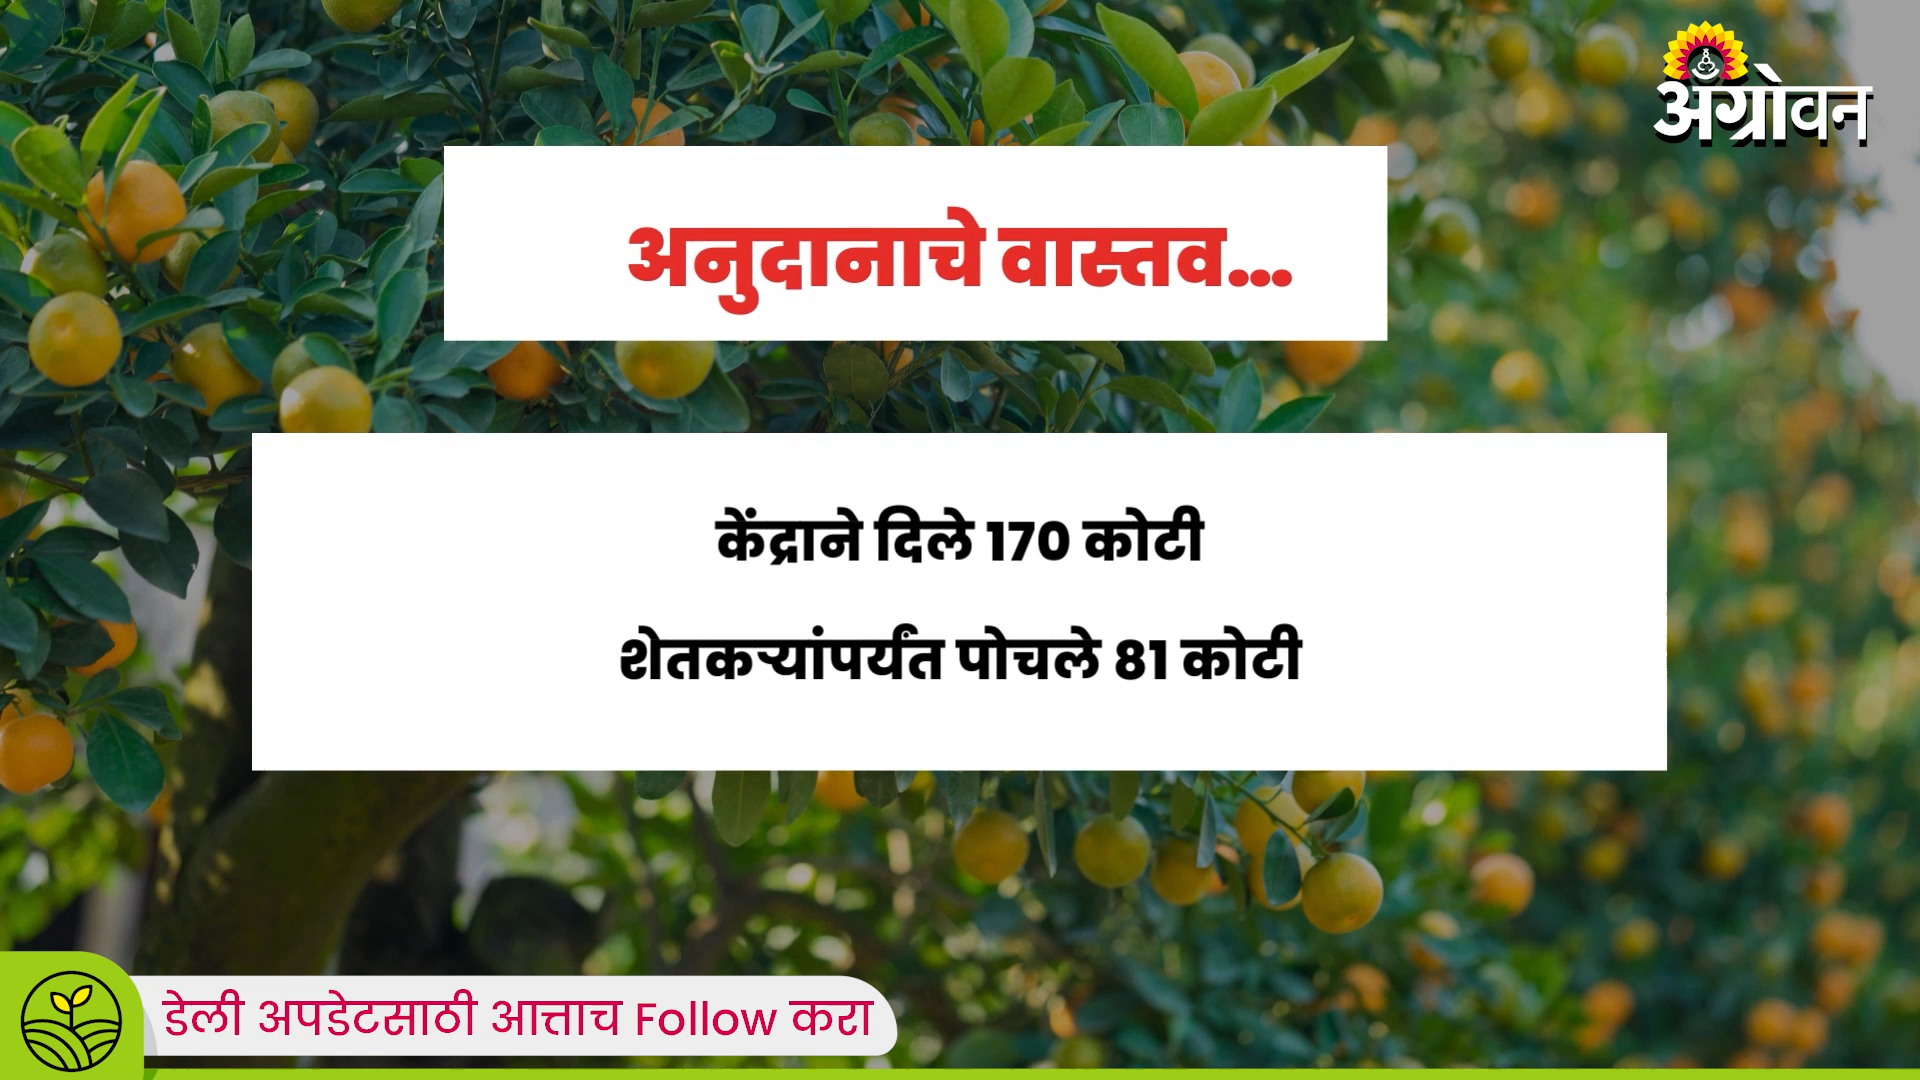 अ‍ॅग्रोवन
अनुदानाचे वास्तव...
केंद्राने दिले 170 कोटी
शेतकऱ्यांपर्यंत पोचले 81 कोटी
डेली अपडेटसाठी आत्ताच Follow करा